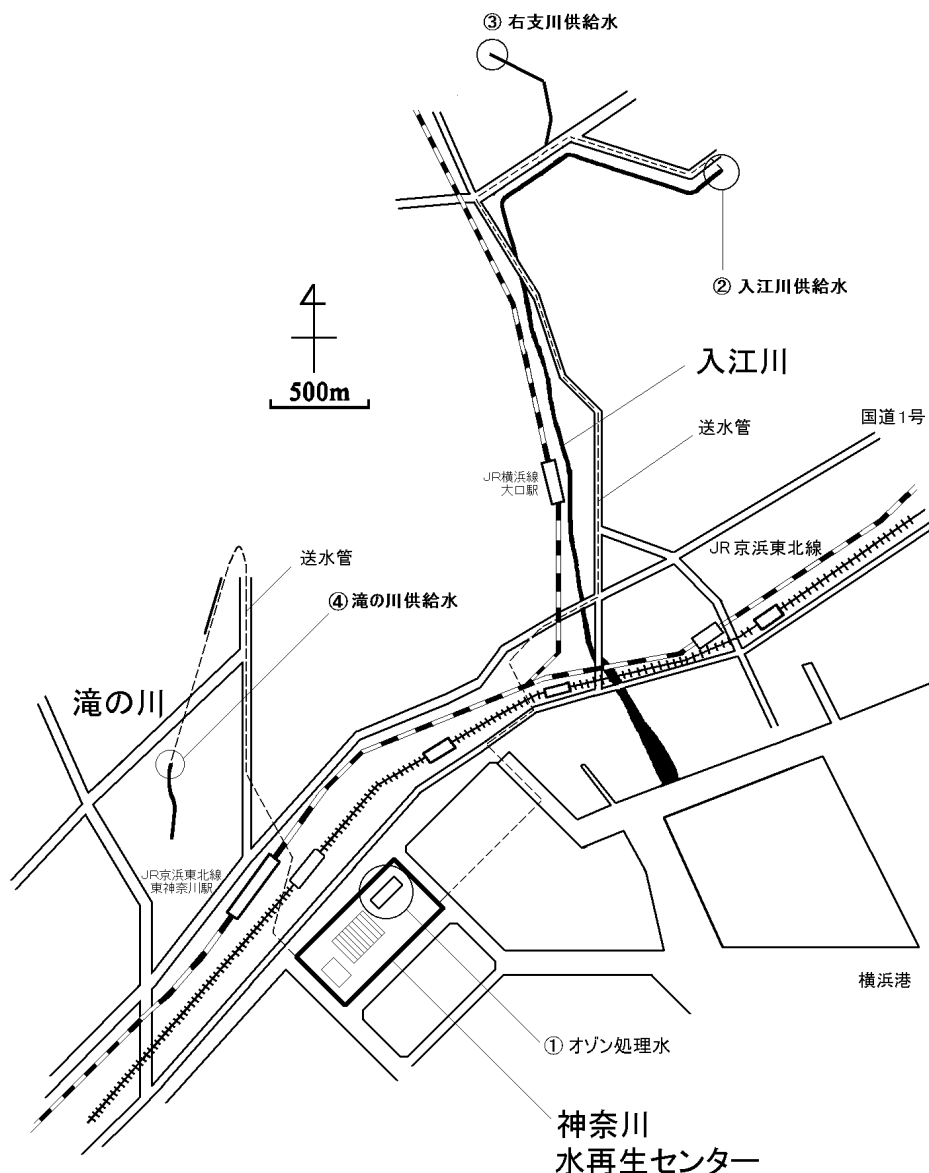 ③ 右支川供給水
② 入江川供給水
500m
入江川
国道1号
送水管
JR横浜線
大口駅
JR京浜東北線
送水管
④滝の川供給水
滝の川
JR京浜東北線
東神奈川駅
横浜港
① オゾン処理水
神奈川
水再生センター